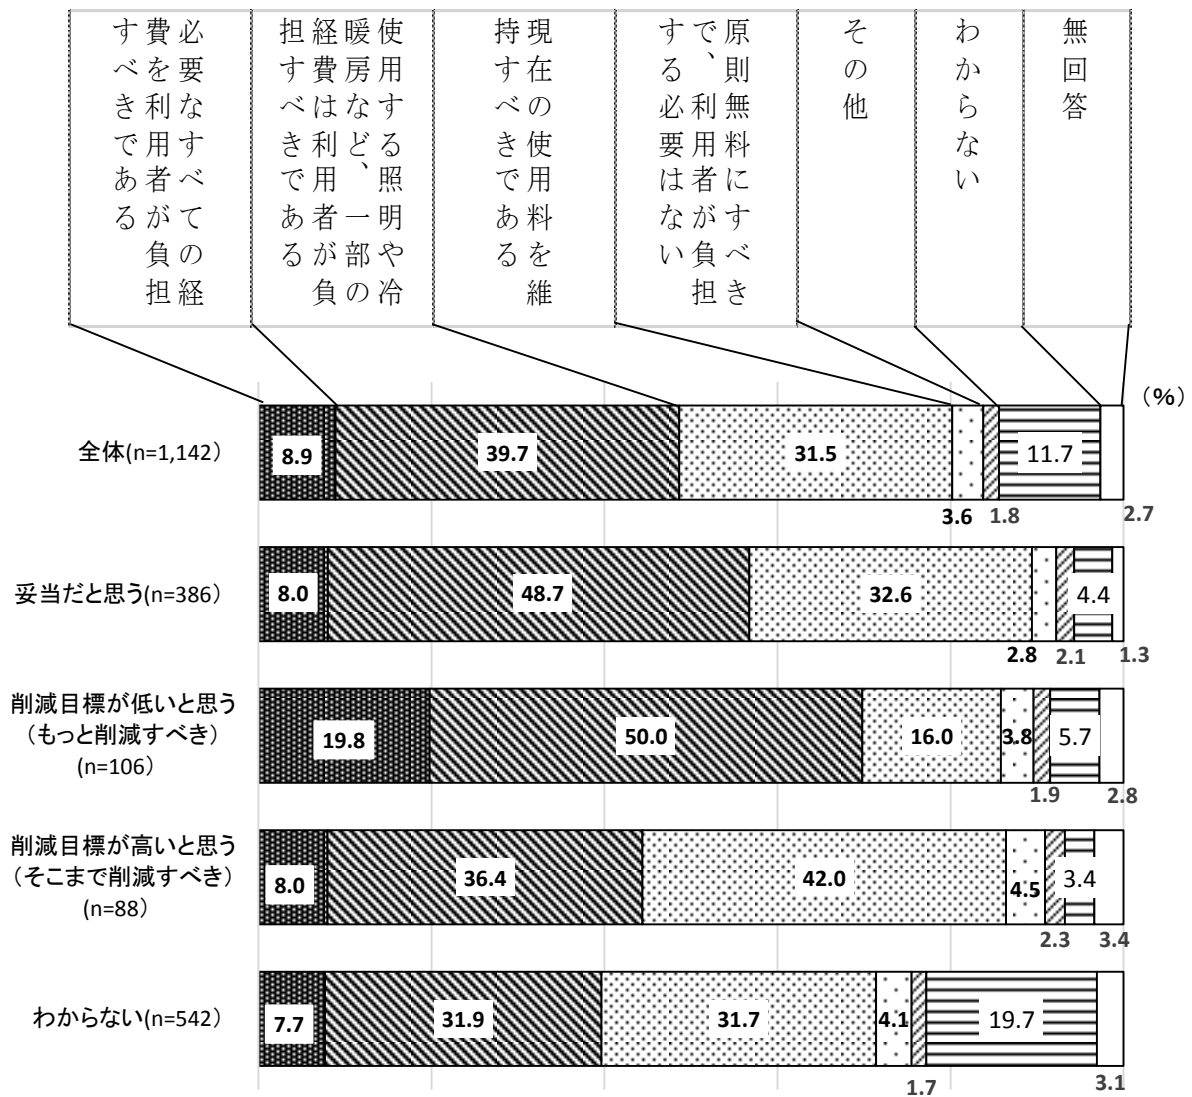 必要なすべての経
費を利用者が負担
すべきである
使用する照明や冷
暖房など、一部の
経費は利用者が負
担すべきである
現在の使用料を維
持すべきである
原則無料にすべき
で、利用者が負担
する必要はない
その他
わからない
無回答
(%)
全体(n=1,142)
8.9
39.7
31.5
3.6
1.8
11.7
2.7
妥当だと思う(n=386)
8.0
48.7
32.6
2.8
2.1
4.4
1.3
削減目標が低いと思う
(もっと削減すべき)
(n=106)
19.8
50.0
16.0
3.8
1.9
5.7
2.8
削減目標が高いと思う
(そこまで削減すべき)
(n=88)
8.0
36.4
42.0
4.5
2.3
3.4
3.4
わからない(n=542)
7.7
31.9
31.7
4.1
1.7
19.7
3.1